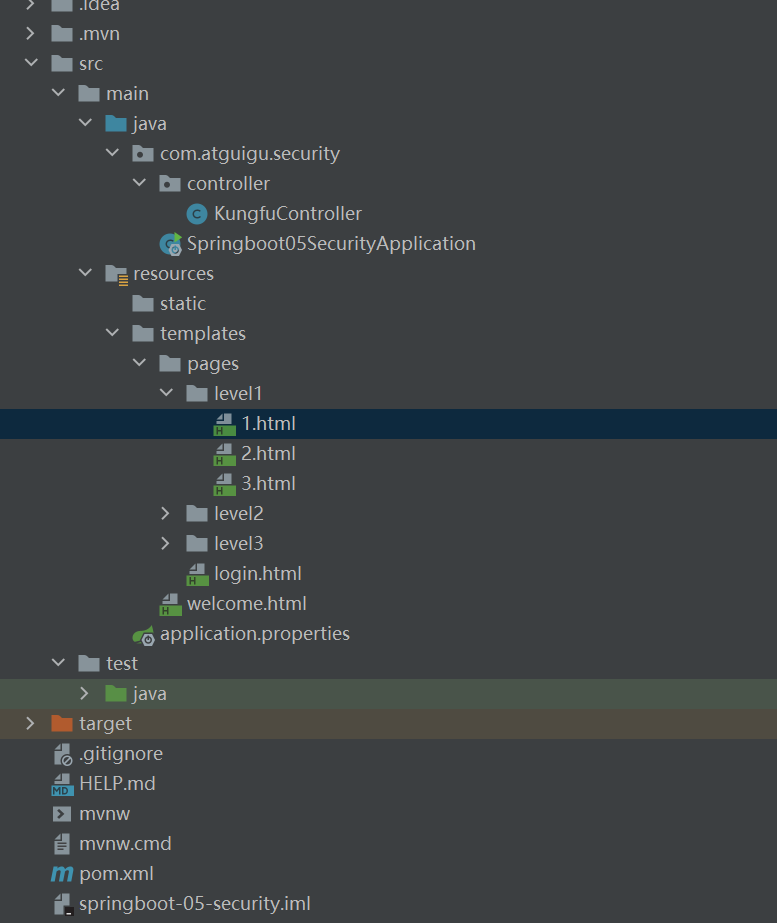 .idea
.mvn
src
main
java
com.atguigu.security
controller
C KungfuController
Springboot05SecurityApplication
resources
static
templates
pages
level1
H 1.html
H 2.html
H 3.html
level2
level3
H login.html
H welcome.html
application.properties
test
java
target
.gitignore
MD HELP.md
mvnw
mvnw.cmd
m pom.xml
springboot-05-security.iml